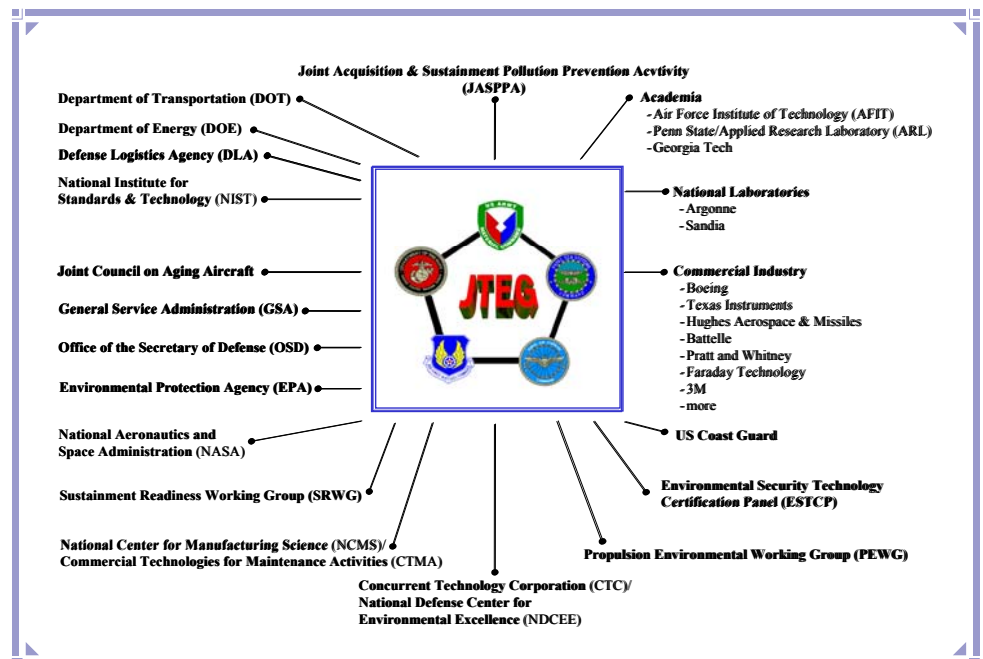 Joint Acquisition & Sustainment Pollution Prevention Acvtivity
(JASPPA)
Department of Transportation (DOT)
Department of Energy (DOE)
Defense Logistics Agency (DLA)
National Institute for
Standards & Technology (NIST)
Joint Council on Aging Aircraft
General Service Administration (GSA)
Office of the Secretary of Defense (OSD)
Environmental Protection Agency (EPA)
National Aeronautics and
Space Administration (NASA)
Sustainment Readiness Working Group (SRWG)
National Center for Manufacturing Science (NCMS)/
Commercial Technologies for Maintenance Activities (CTMA)
JTEG
US ARMY
Academia
-Air Force Institute of Technology (AFIT)
-Penn State/Applied Research Laboratory (ARL)
-Georgia Tech
National Laboratories
-Argonne
-Sandia
Commercial Industry
-Boeing
-Texas Instruments
-Hughes Aerospace & Missiles
-Battelle
-Pratt and Whitney
-Faraday Technology
-3M
-more
US Coast Guard
Environmental Security Technology
Certification Panel (ESTCP)
Propulsion Environmental Working Group (PEWG)
Concurrent Technology Corporation (CTC)/
National Defense Center for
Environmental Excellence (NDCEE)